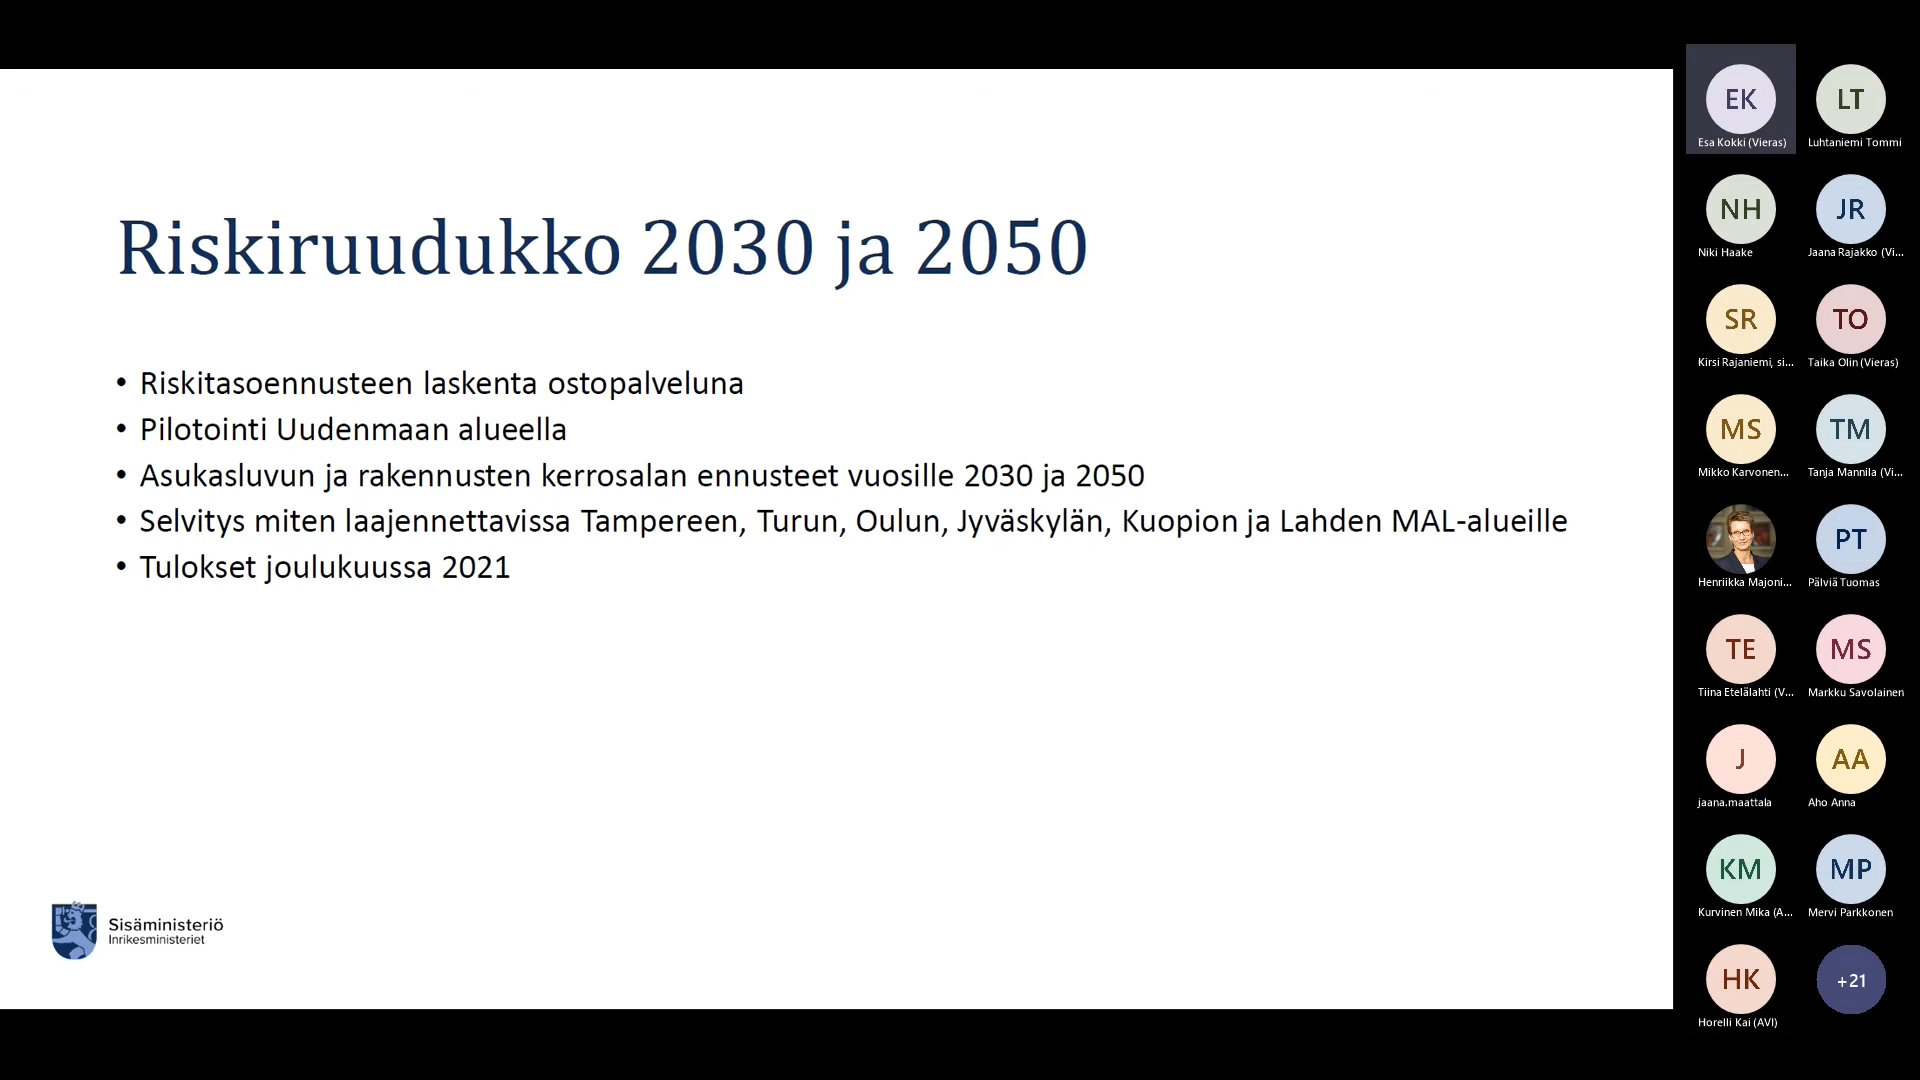 Riskiruudukko 2030 ja 2050
• Riskitasoennusteen laskenta ostopalveluna
• Pilotointi Uudenmaan alueella
• Asukasluvun ja rakennusten kerrosalan ennusteet vuosille 2030 ja 2050
• Selvitys miten laajennettavissa Tampereen, Turun, Oulun, Jyväskylän, Kuopion ja Lahden MAL-alueille
• Tulokset joulukuussa 2021
Sisäministeriö
Inrikesministeriet
EK
Esa Kokki (Vieras)
LT
Luhtaniemi Tommi
NH
Niki Haake
JR
Jaana Rajakko (Vi...
SR
Kirsi Rajaniemi, si...
TO
Taika Olin (Vieras)
MS
Mikko Karvonen...
TM
Tanja Mannila (Vi...
Henriikka Majoni...
PT
Pälviä Tuomas
TE
Tiina Etelälahti (V...
MS
Markku Savolainen
J
jaana.maattala
AA
Aho Anna
KM
Kurvinen Mika (A...
MP
Mervi Parkkonen
HK
Horelli Kai (AVI)
+21